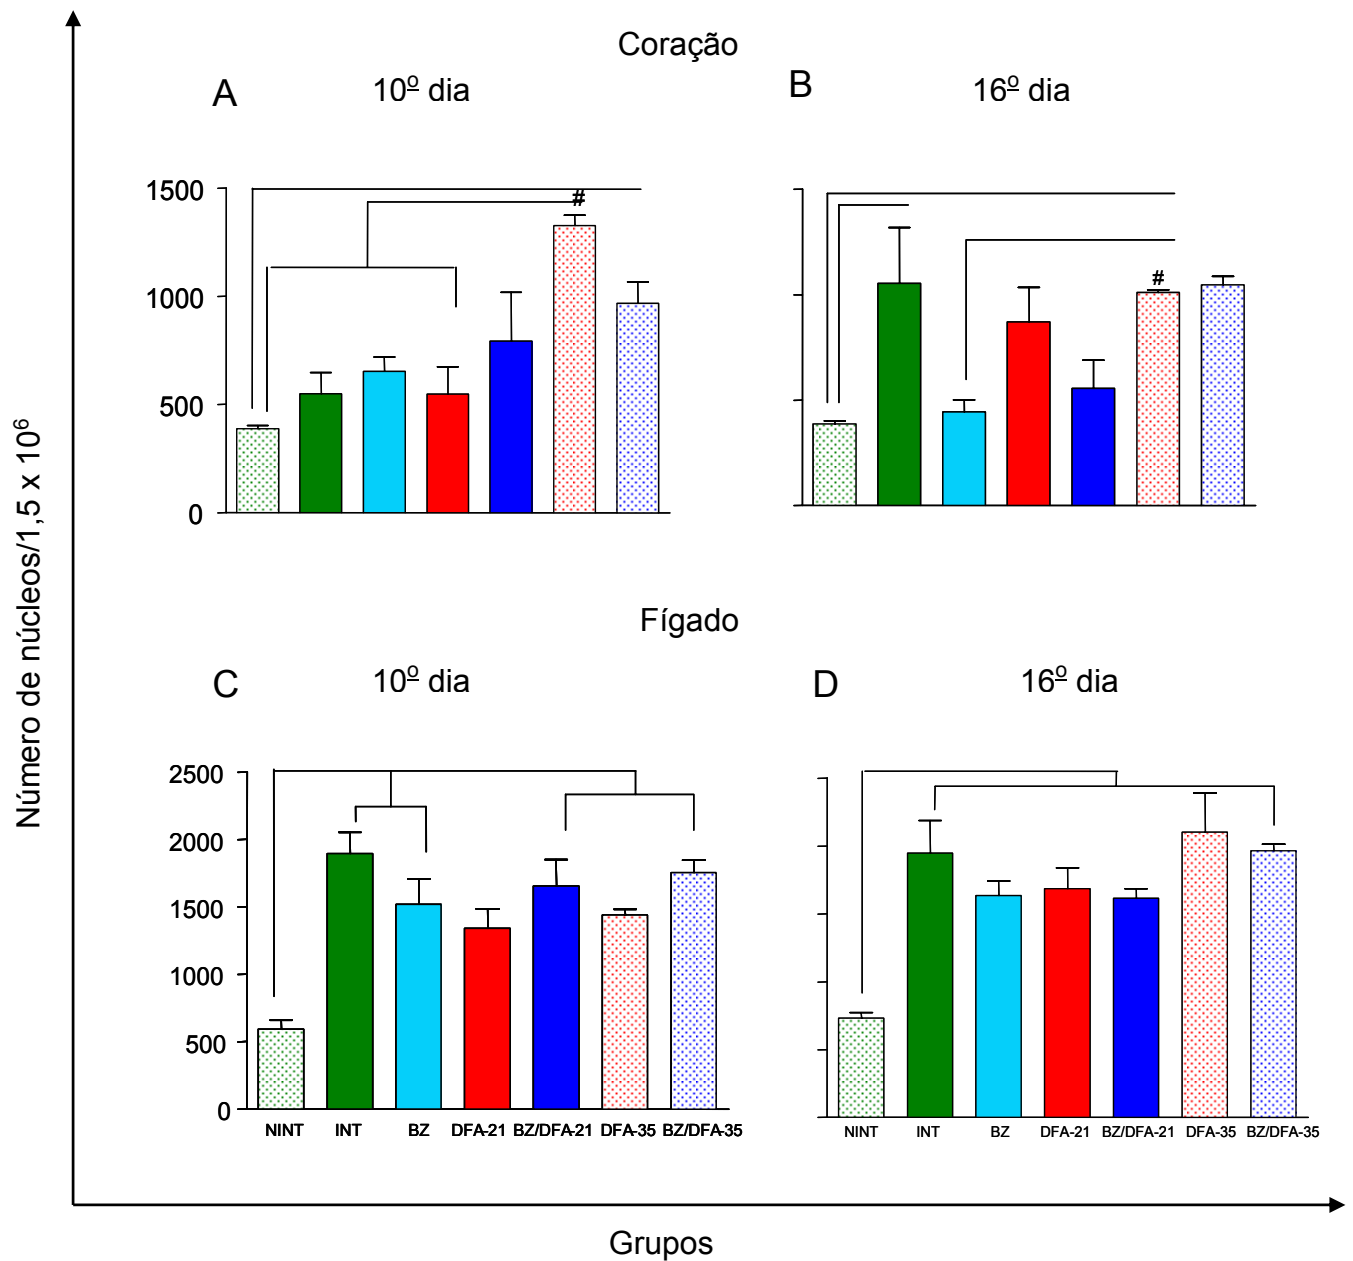 Coração
A 10º dia
B 16º dia
1500
1000
500
0
#
#
Número de núcleos/1,5 x 10⁶
Fígado
C 10º dia
D 16º dia
2500
2000
1500
1000
500
0
NINT INT BZ DFA-21 BZ/DFA-21 DFA-35 BZ/DFA-35
NINT INT BZ DFA-21 BZ/DFA-21 DFA-35 BZ/DFA-35
Grupos